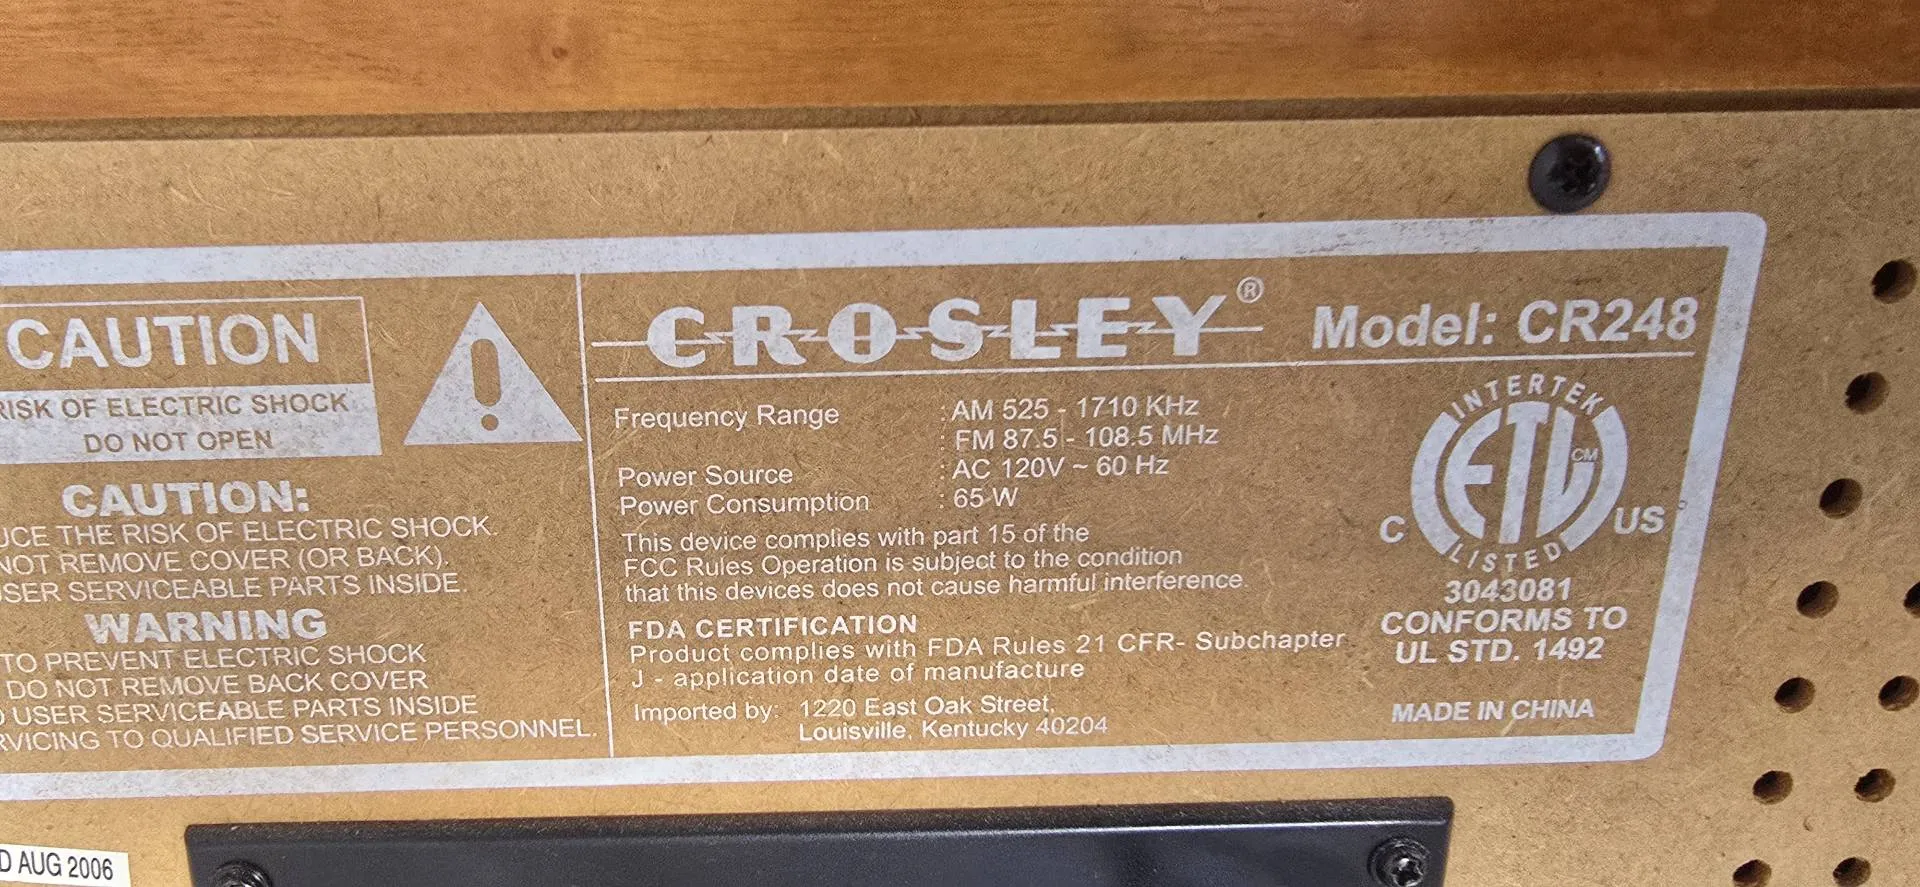 CAUTION
RISK OF ELECTRIC SHOCK
DO NOT OPEN
CAUTION:
THE RISK OF ELECTRIC SHOCK.
NOT REMOVE COVER (OR BACK).
USER SERVICEABLE PARTS INSIDE.
WARNING
TO PREVENT ELECTRIC SHOCK
DO NOT REMOVE BACK COVER
USER SERVICEABLE PARTS INSIDE
TO QUALIFIED SERVICE PERSONNEL.
CROSLEY® Model: CR248
Frequency Range : AM 525 - 1710 KHz
: FM 87.5 - 108.5 MHz
Power Source : AC 120V ~ 60 Hz
Power Consumption : 65 W
This device complies with part 15 of the
FCC Rules Operation is subject to the condition
that this devices does not cause harmful interference.
FDA CERTIFICATION
Product complies with FDA Rules 21 CFR- Subchapter
J - application date of manufacture
Imported by: 1220 East Oak Street,
Louisville, Kentucky 40204
INTERTEK
ETL CM
C US
LISTED
3043081
CONFORMS TO
UL STD. 1492
MADE IN CHINA
D AUG 2006